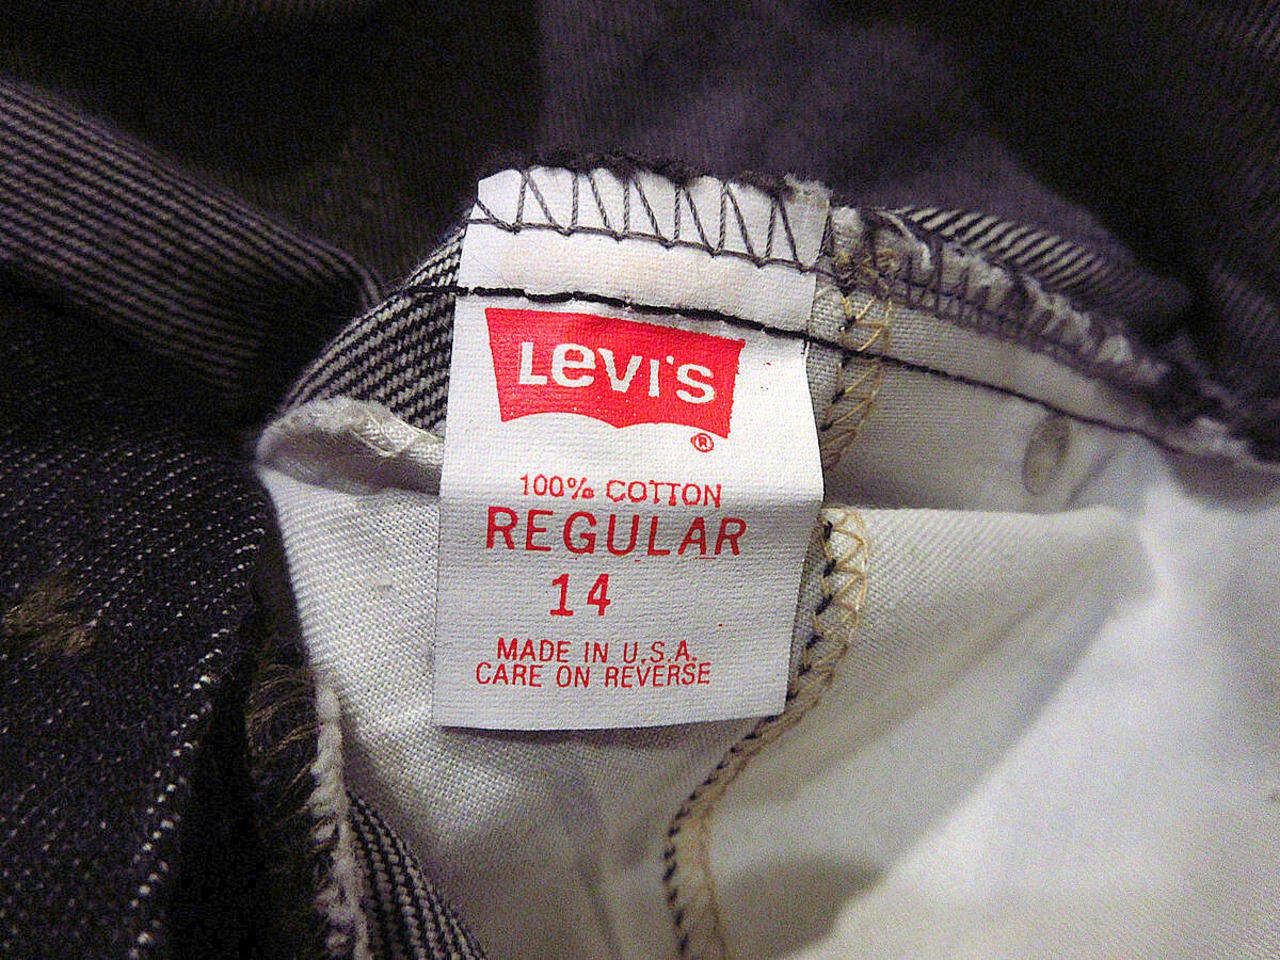 Levi's
®
100% COTTON
REGULAR
14
MADE IN U.S.A.
CARE ON REVERSE